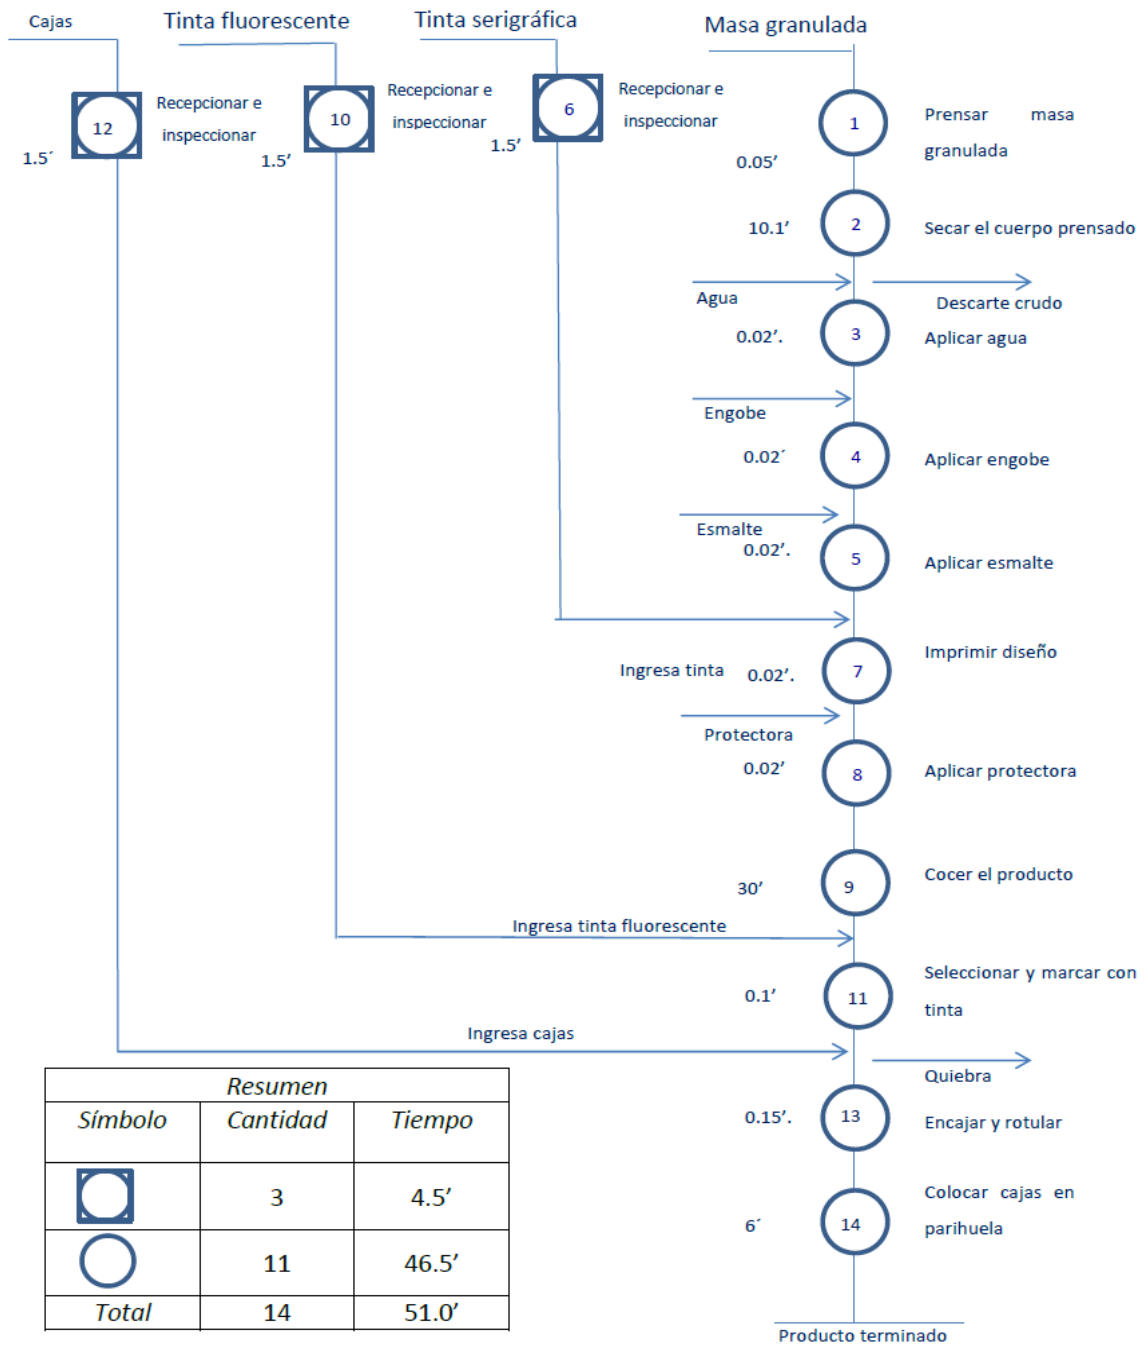 Cajas
Tinta fluorescente
Tinta serigráfica
Masa granulada
12
Recepcionar e
inspeccionar
1.5´
10
Recepcionar e
inspeccionar
1.5’
6
Recepcionar e
inspeccionar
1.5’
1
Prensar masa
granulada
0.05’
10.1’
2
Secar el cuerpo prensado
Agua
Descarte crudo
0.02’.
3
Aplicar agua
Engobe
0.02´
4
Aplicar engobe
Esmalte
0.02’.
5
Aplicar esmalte
Imprimir diseño
Ingresa tinta
0.02’.
7
Protectora
0.02’
8
Aplicar protectora
30’
9
Cocer el producto
Ingresa tinta fluorescente
Seleccionar y marcar con
tinta
0.1’
11
Ingresa cajas
Quiebra
0.15’.
13
Encajar y rotular
Colocar cajas en
parihuela
6´
14
Producto terminado
Resumen
Símbolo Cantidad Tiempo
3 4.5’
11 46.5’
Total 14 51.0’